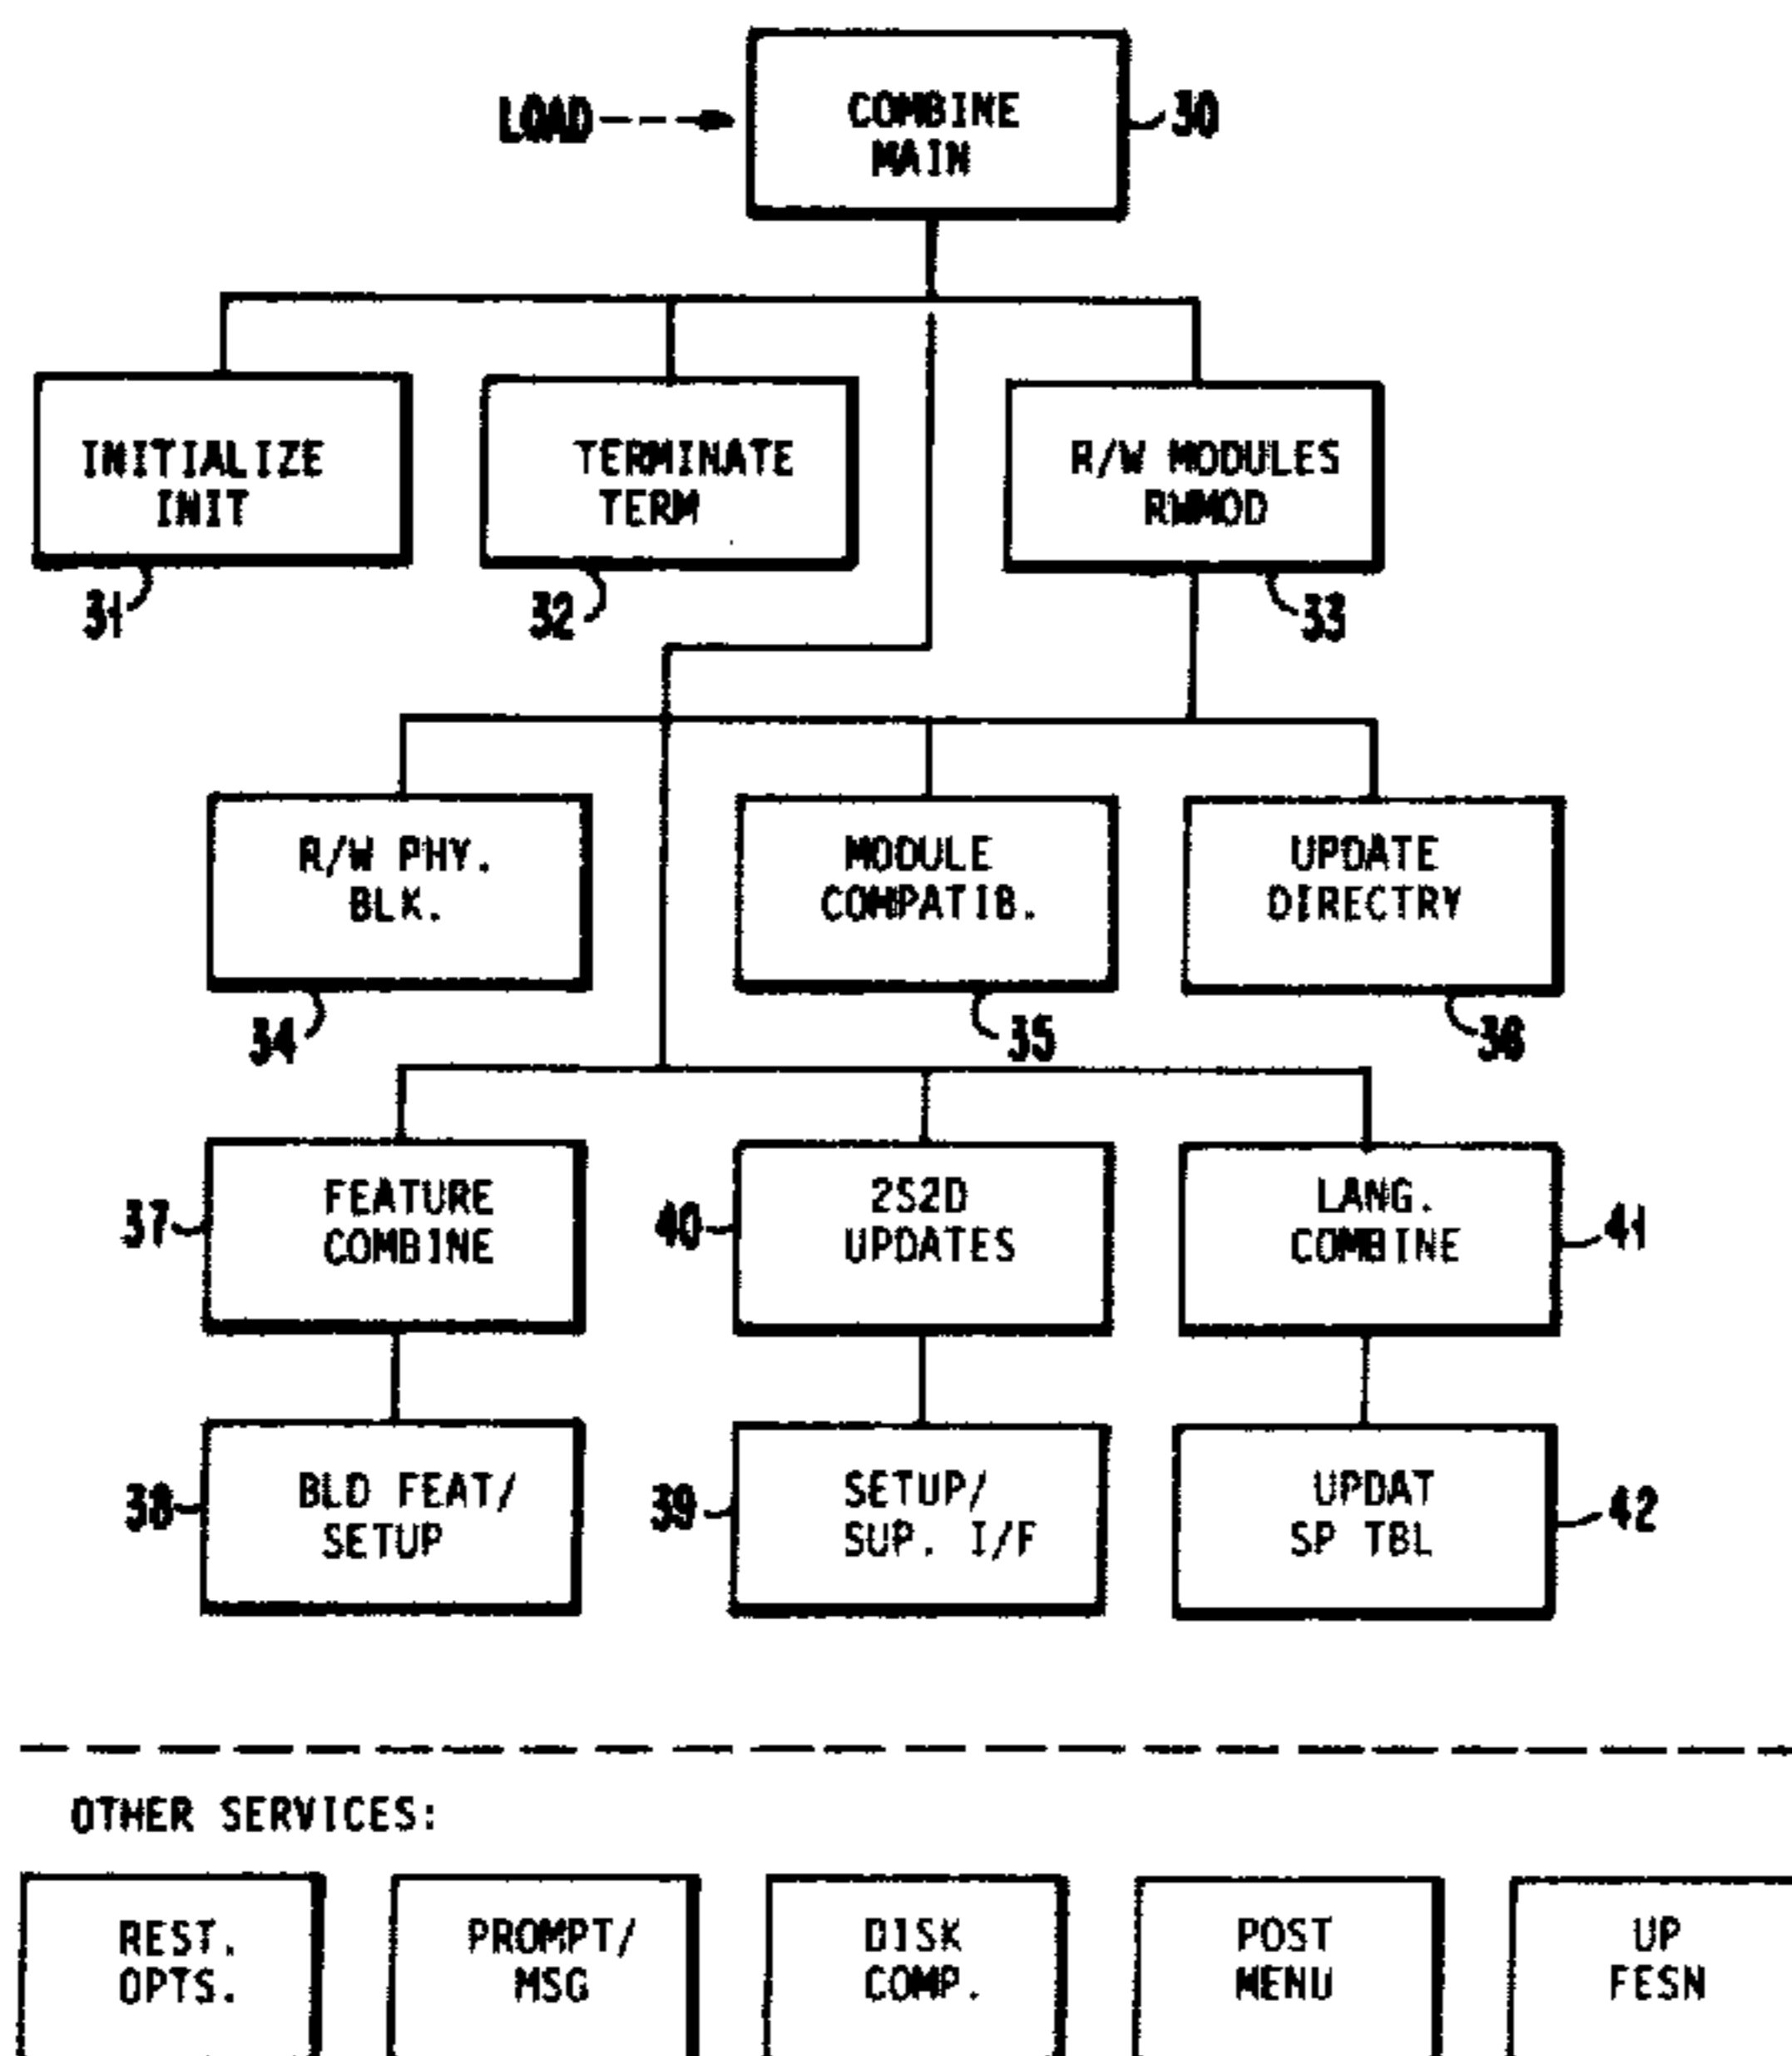 LOAD
COMBINE
MAIN
30
INITIALIZE
INIT
31
TERMINATE
TERM
32
R/W MODULES
RWMOD
33
R/W PHY.
BLK.
34
MODULE
COMPATIB.
35
UPDATE
DIRECTRY
36
37
FEATURE
COMBINE
40
2S2D
UPDATES
LANG.
COMBINE
41
38
BLD FEAT/
SETUP
39
SETUP/
SUP. I/F
UPDAT
SP TBL
42
OTHER SERVICES:
REST.
OPTS.
PROMPT/
MSG
DISK
COMP.
POST
MENU
UP
FESN